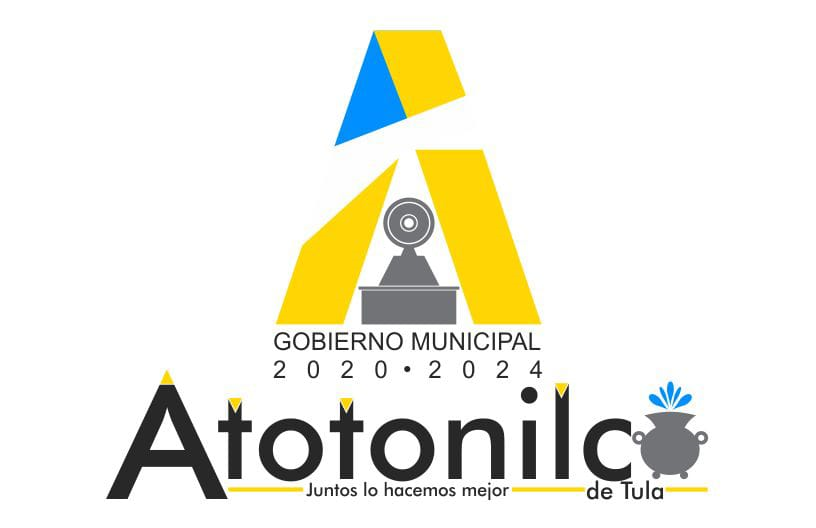 GOBIERNO MUNICIPAL
2020•2024
Atotonilco
Juntos lo hacemos mejor
de Tula